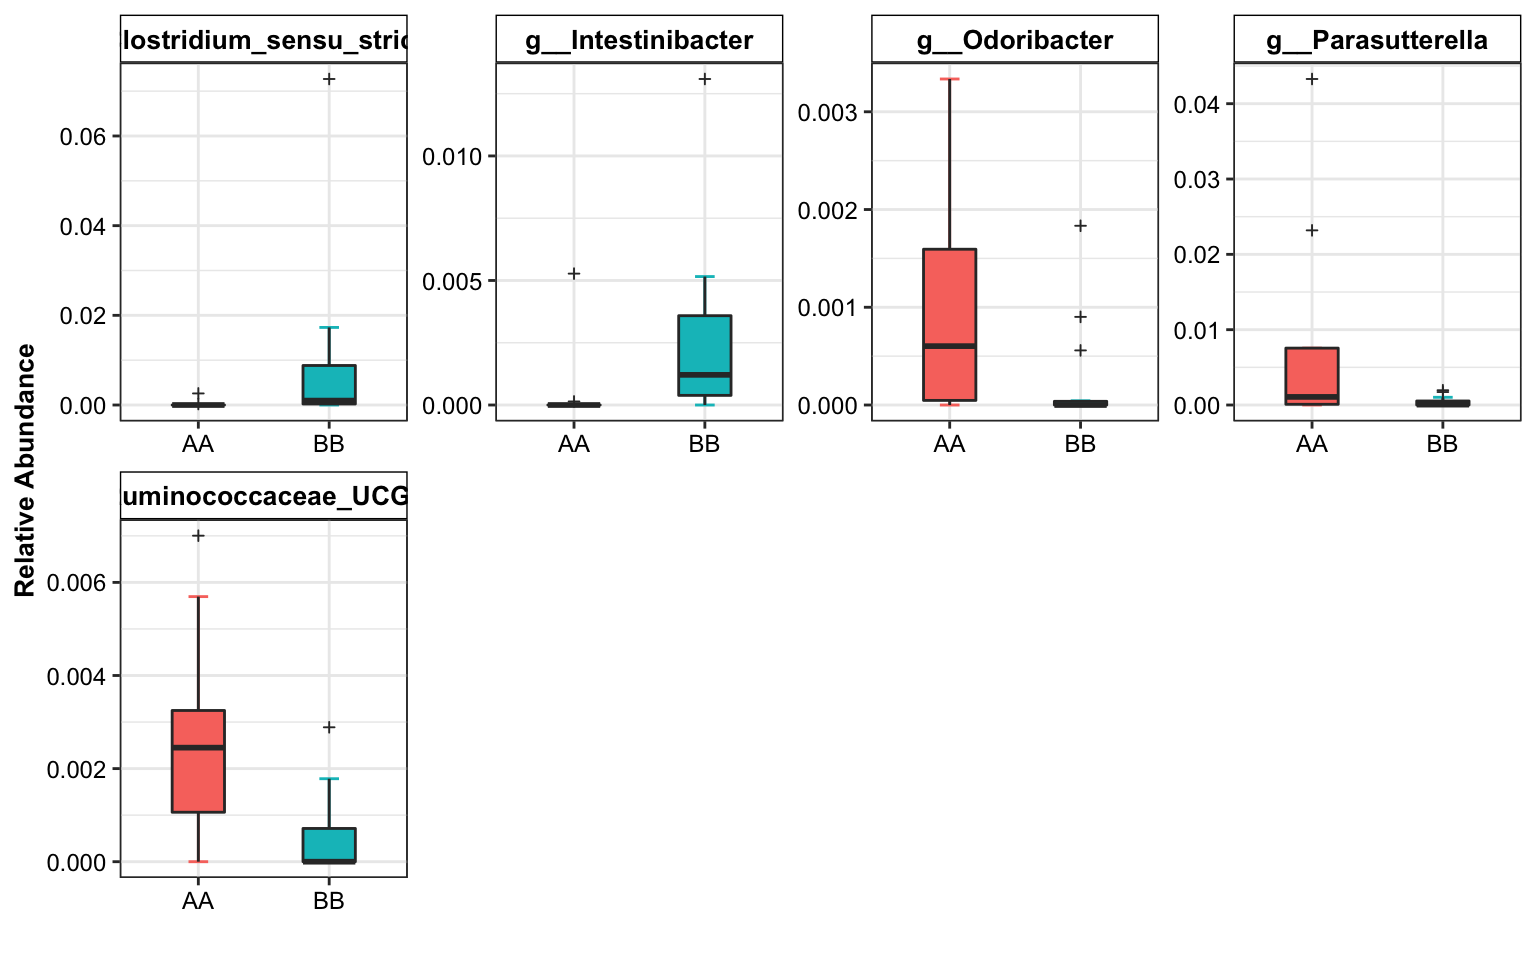 lostridium_sensu_stric
g__Intestinibacter
g__Odoribacter
g__Parasutterella
0.06
0.04
0.02
0.00
0.010
0.005
0.000
0.003
0.002
0.001
0.000
0.04
0.03
0.02
0.01
0.00
AA BB
AA BB
AA BB
AA BB
Relative Abundance
uminococcaceae_UCG
0.006
0.004
0.002
0.000
AA BB